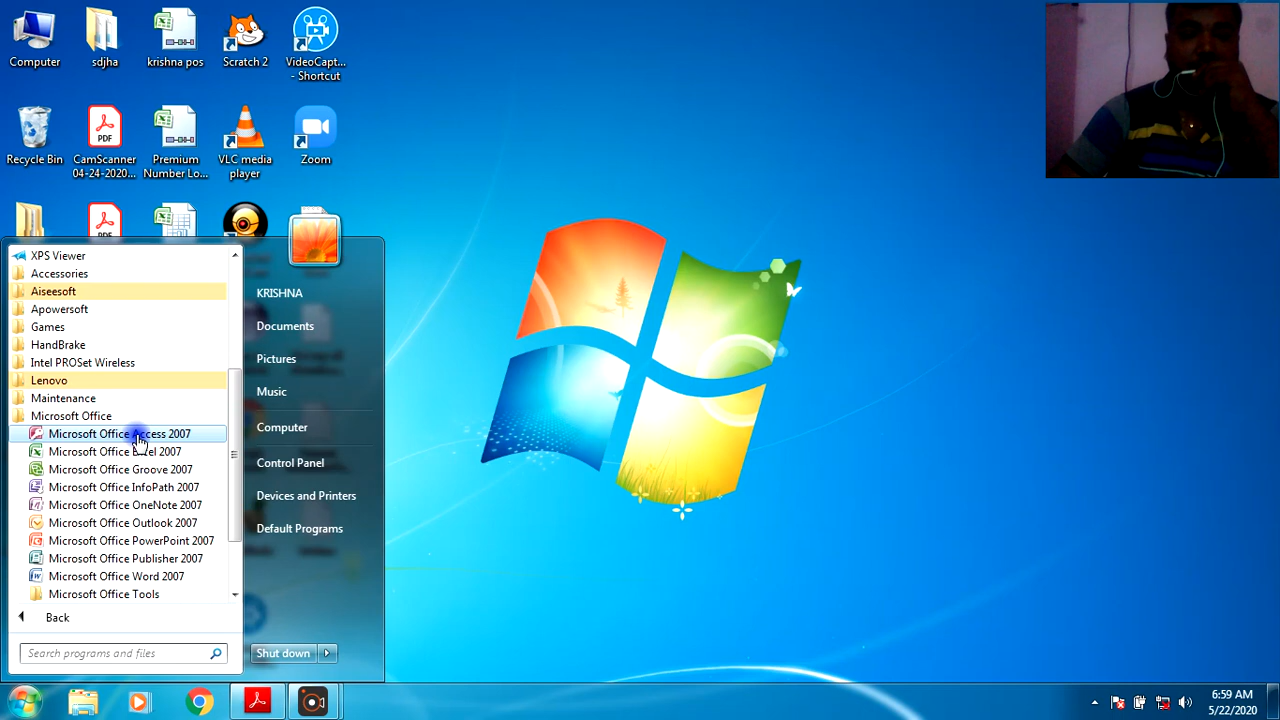 Computer
sdjha
krishna pos
Scratch 2
VideoCapt...
- Shortcut
Recycle Bin
PDF
CamScanner
04-24-2020...
Premium
Number Lo...
VLC media
player
Zoom
XPS Viewer
Accessories
Aiseesoft
Apowersoft
Games
HandBrake
Intel PROSet Wireless
Lenovo
Maintenance
Microsoft Office
Microsoft Office Access 2007
Microsoft Office Excel 2007
Microsoft Office Groove 2007
Microsoft Office InfoPath 2007
Microsoft Office OneNote 2007
Microsoft Office Outlook 2007
Microsoft Office PowerPoint 2007
Microsoft Office Publisher 2007
Microsoft Office Word 2007
Microsoft Office Tools
Back
Search programs and files
KRISHNA
Documents
Pictures
Music
Computer
Control Panel
Devices and Printers
Default Programs
Shut down
6:59 AM
5/22/2020